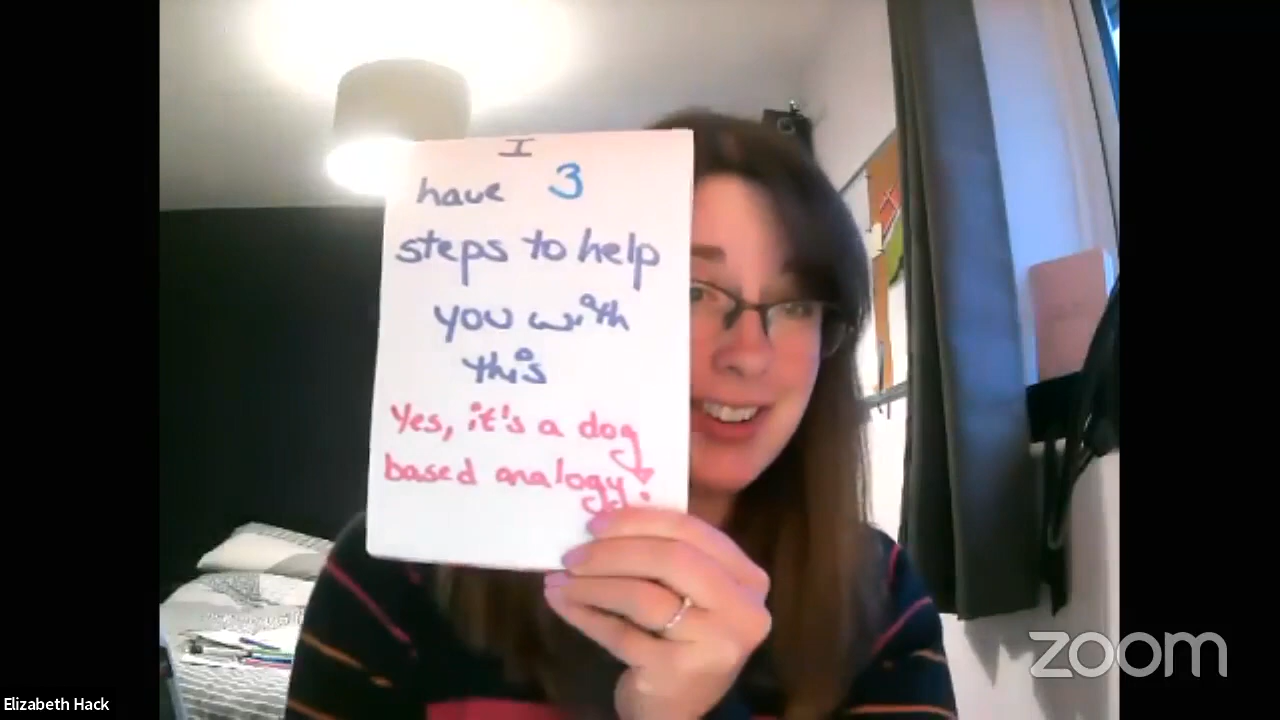 I
have 3
steps to help
you with
this
Yes, it's a dog
based analogy!
zoom
Elizabeth Hack